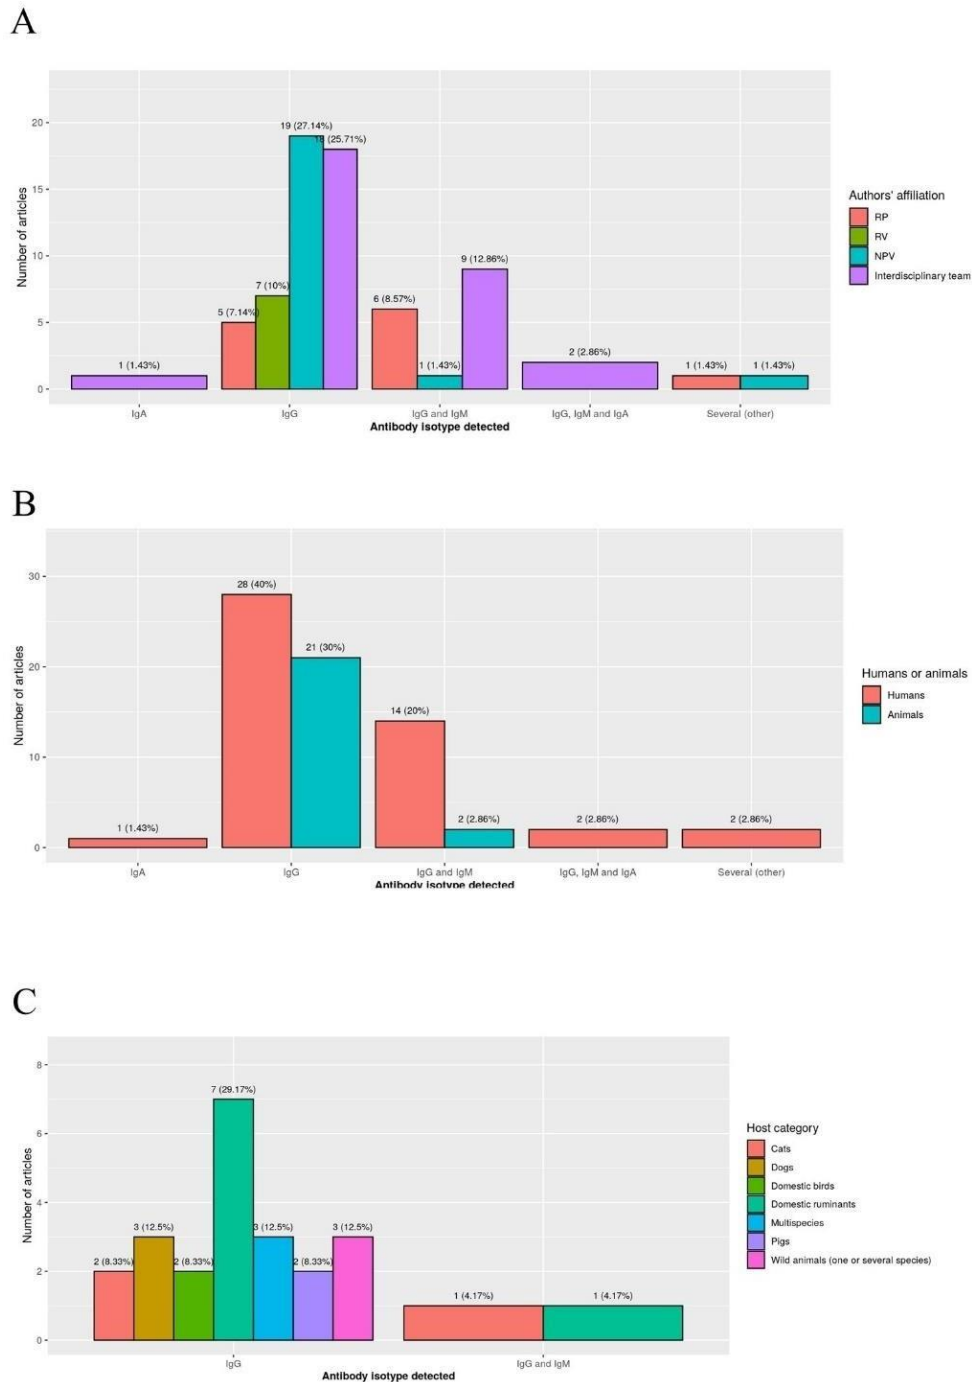 A
19 (27.14%)
18 (25.71%)
9 (12.86%)
7 (10%)
6 (8.57%)
5 (7.14%)
2 (2.86%)
1 (1.43%)
1 (1.43%)
1 (1.43%)
1 (1.43%)
20
15
10
5
0
Number of articles
IgA
IgG
IgG and IgM
IgG, IgM and IgA
Several (other)
Antibody isotype detected
Authors' affiliation
RP
RV
NPV
Interdisciplinary team
B
28 (40%)
21 (30%)
14 (20%)
1 (1.43%)
2 (2.86%)
2 (2.86%)
2 (2.86%)
30
20
10
0
Number of articles
IgA
IgG
IgG and IgM
IgG, IgM and IgA
Several (other)
Antibody isotype detected
Humans or animals
Humans
Animals
C
7 (29.17%)
3 (12.5%)
3 (12.5%)
3 (12.5%)
2 (8.33%)
2 (8.33%)
2 (8.33%)
1 (4.17%)
1 (4.17%)
8
6
4
2
0
Number of articles
IgG
IgG and IgM
Antibody isotype detected
Host category
Cats
Dogs
Domestic birds
Domestic ruminants
Multispecies
Pigs
Wild animals (one or several species)